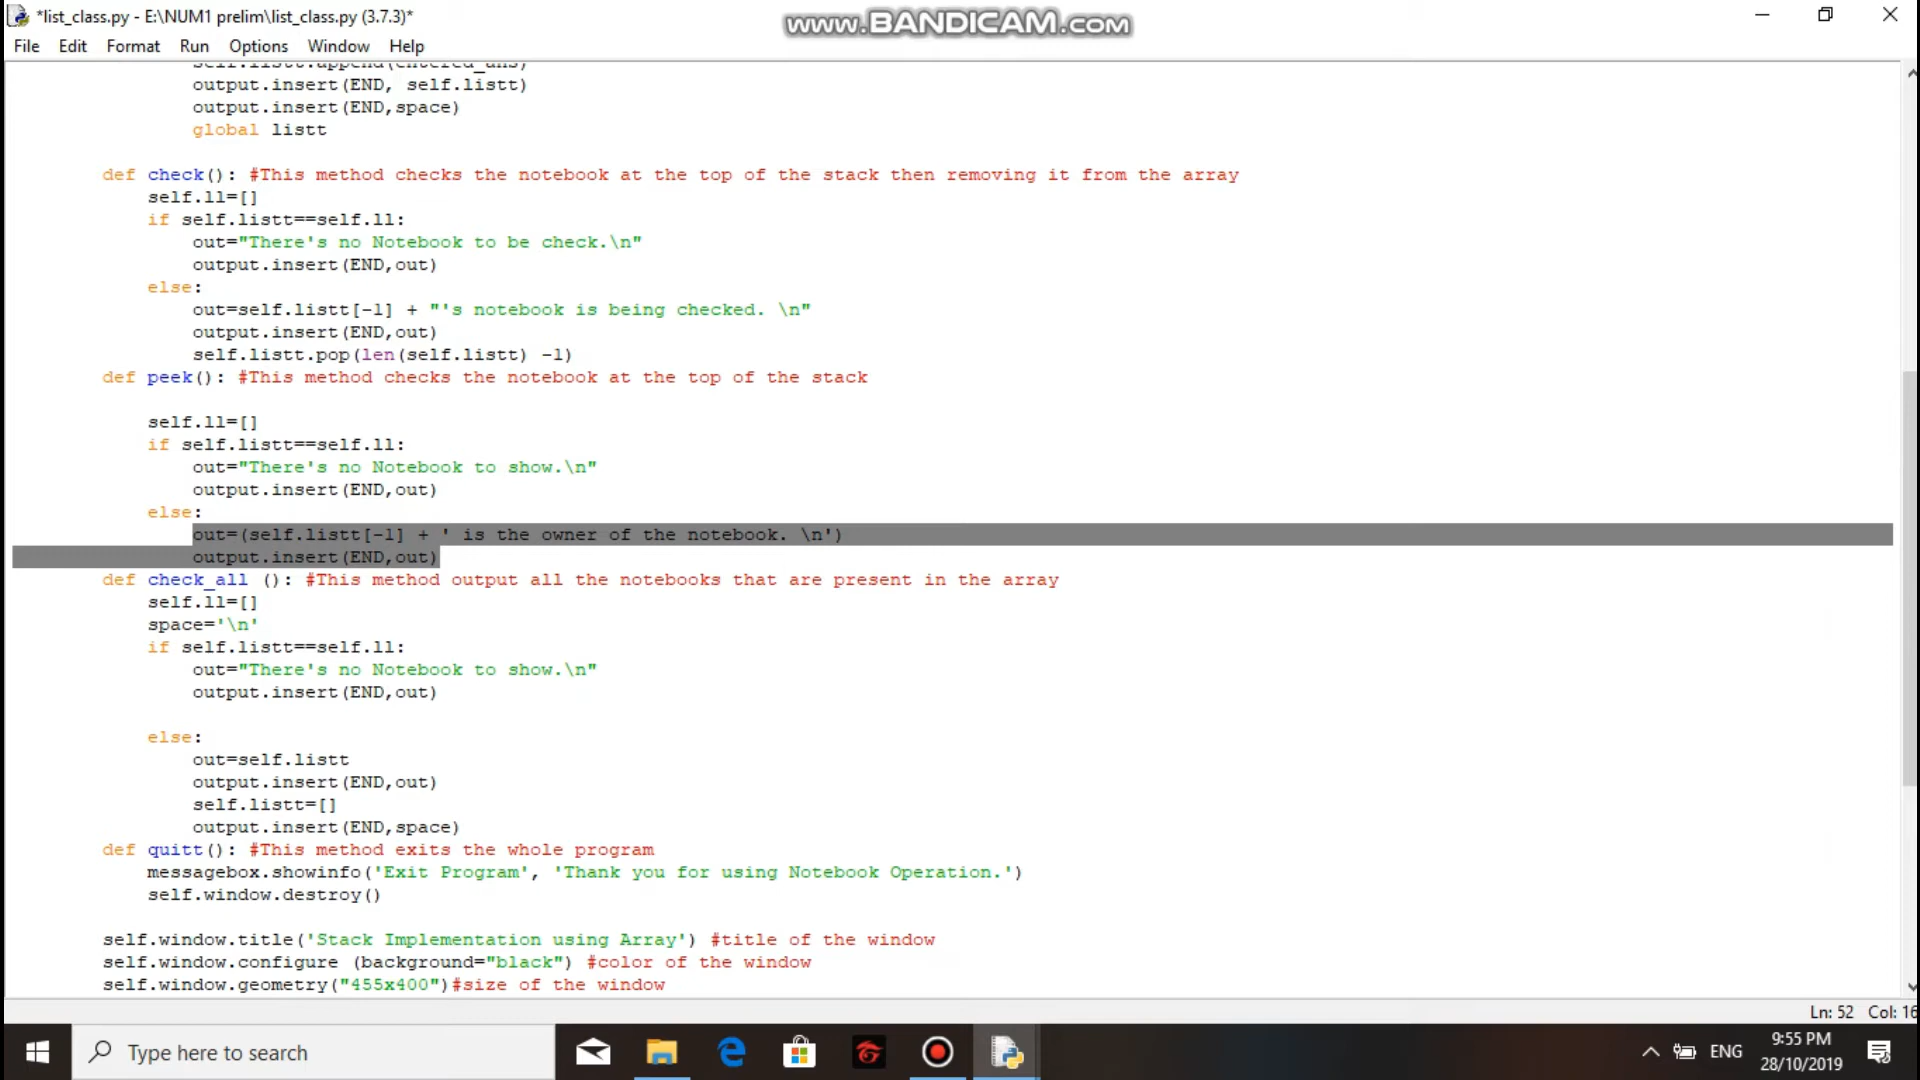 *list_class.py - E:\NUM1 prelim\list_class.py (3.7.3)*
www.BANDICAM.com
File Edit Format Run Options Window Help
self.listt.append(entered_ans)
output.insert(END, self.listt)
output.insert(END,space)
global listt
def check(): #This method checks the notebook at the top of the stack then removing it from the array
self.ll=[]
if self.listt==self.ll:
out="There's no Notebook to be check.\n"
output.insert(END,out)
else:
out=self.listt[-1] + "'s notebook is being checked. \n"
output.insert(END,out)
self.listt.pop(len(self.listt) -1)
def peek(): #This method checks the notebook at the top of the stack
self.ll=[]
if self.listt==self.ll:
out="There's no Notebook to show.\n"
output.insert(END,out)
else:
out=(self.listt[-1] + ' is the owner of the notebook. \n')
output.insert(END,out)
def check_all (): #This method output all the notebooks that are present in the array
self.ll=[]
space='\n'
if self.listt==self.ll:
out="There's no Notebook to show.\n"
output.insert(END,out)
else:
out=self.listt
output.insert(END,out)
self.listt=[]
output.insert(END,space)
def quitt(): #This method exits the whole program
messagebox.showinfo('Exit Program', 'Thank you for using Notebook Operation.')
self.window.destroy()
self.window.title('Stack Implementation using Array') #title of the window
self.window.configure (background="black") #color of the window
self.window.geometry("455x400")#size of the window
Ln: 52 Col: 16
Type here to search
ENG
9:55 PM
28/10/2019